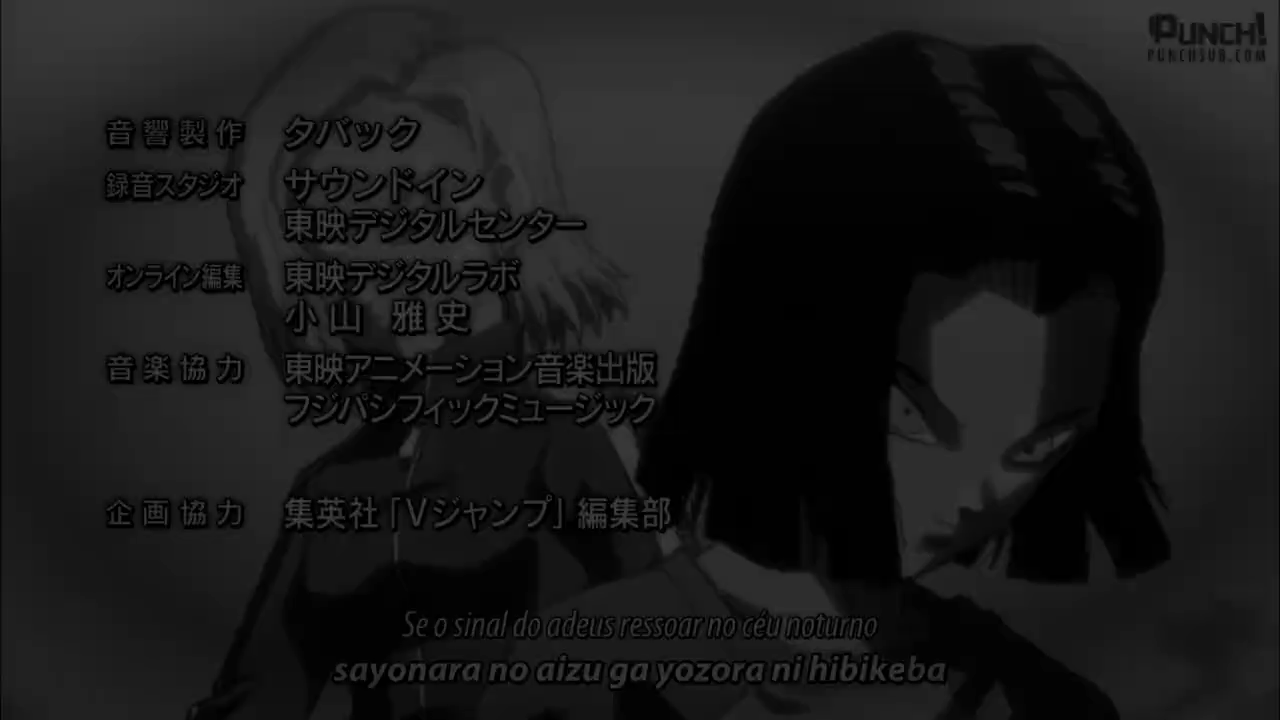 PUNCH!
PUNCHSUB.COM
音響製作 タバック
録音スタジオ サウンドイン
東映デジタルセンター
オンライン編集 東映デジタルラボ
小山 雅史
音楽協力 東映アニメーション音楽出版
フジパシフィックミュージック
企画協力 集英社「Vジャンプ」編集部
Se o sinal do adeus ressoar no céu noturno
sayonara no aizu ga yozora ni hibikeba